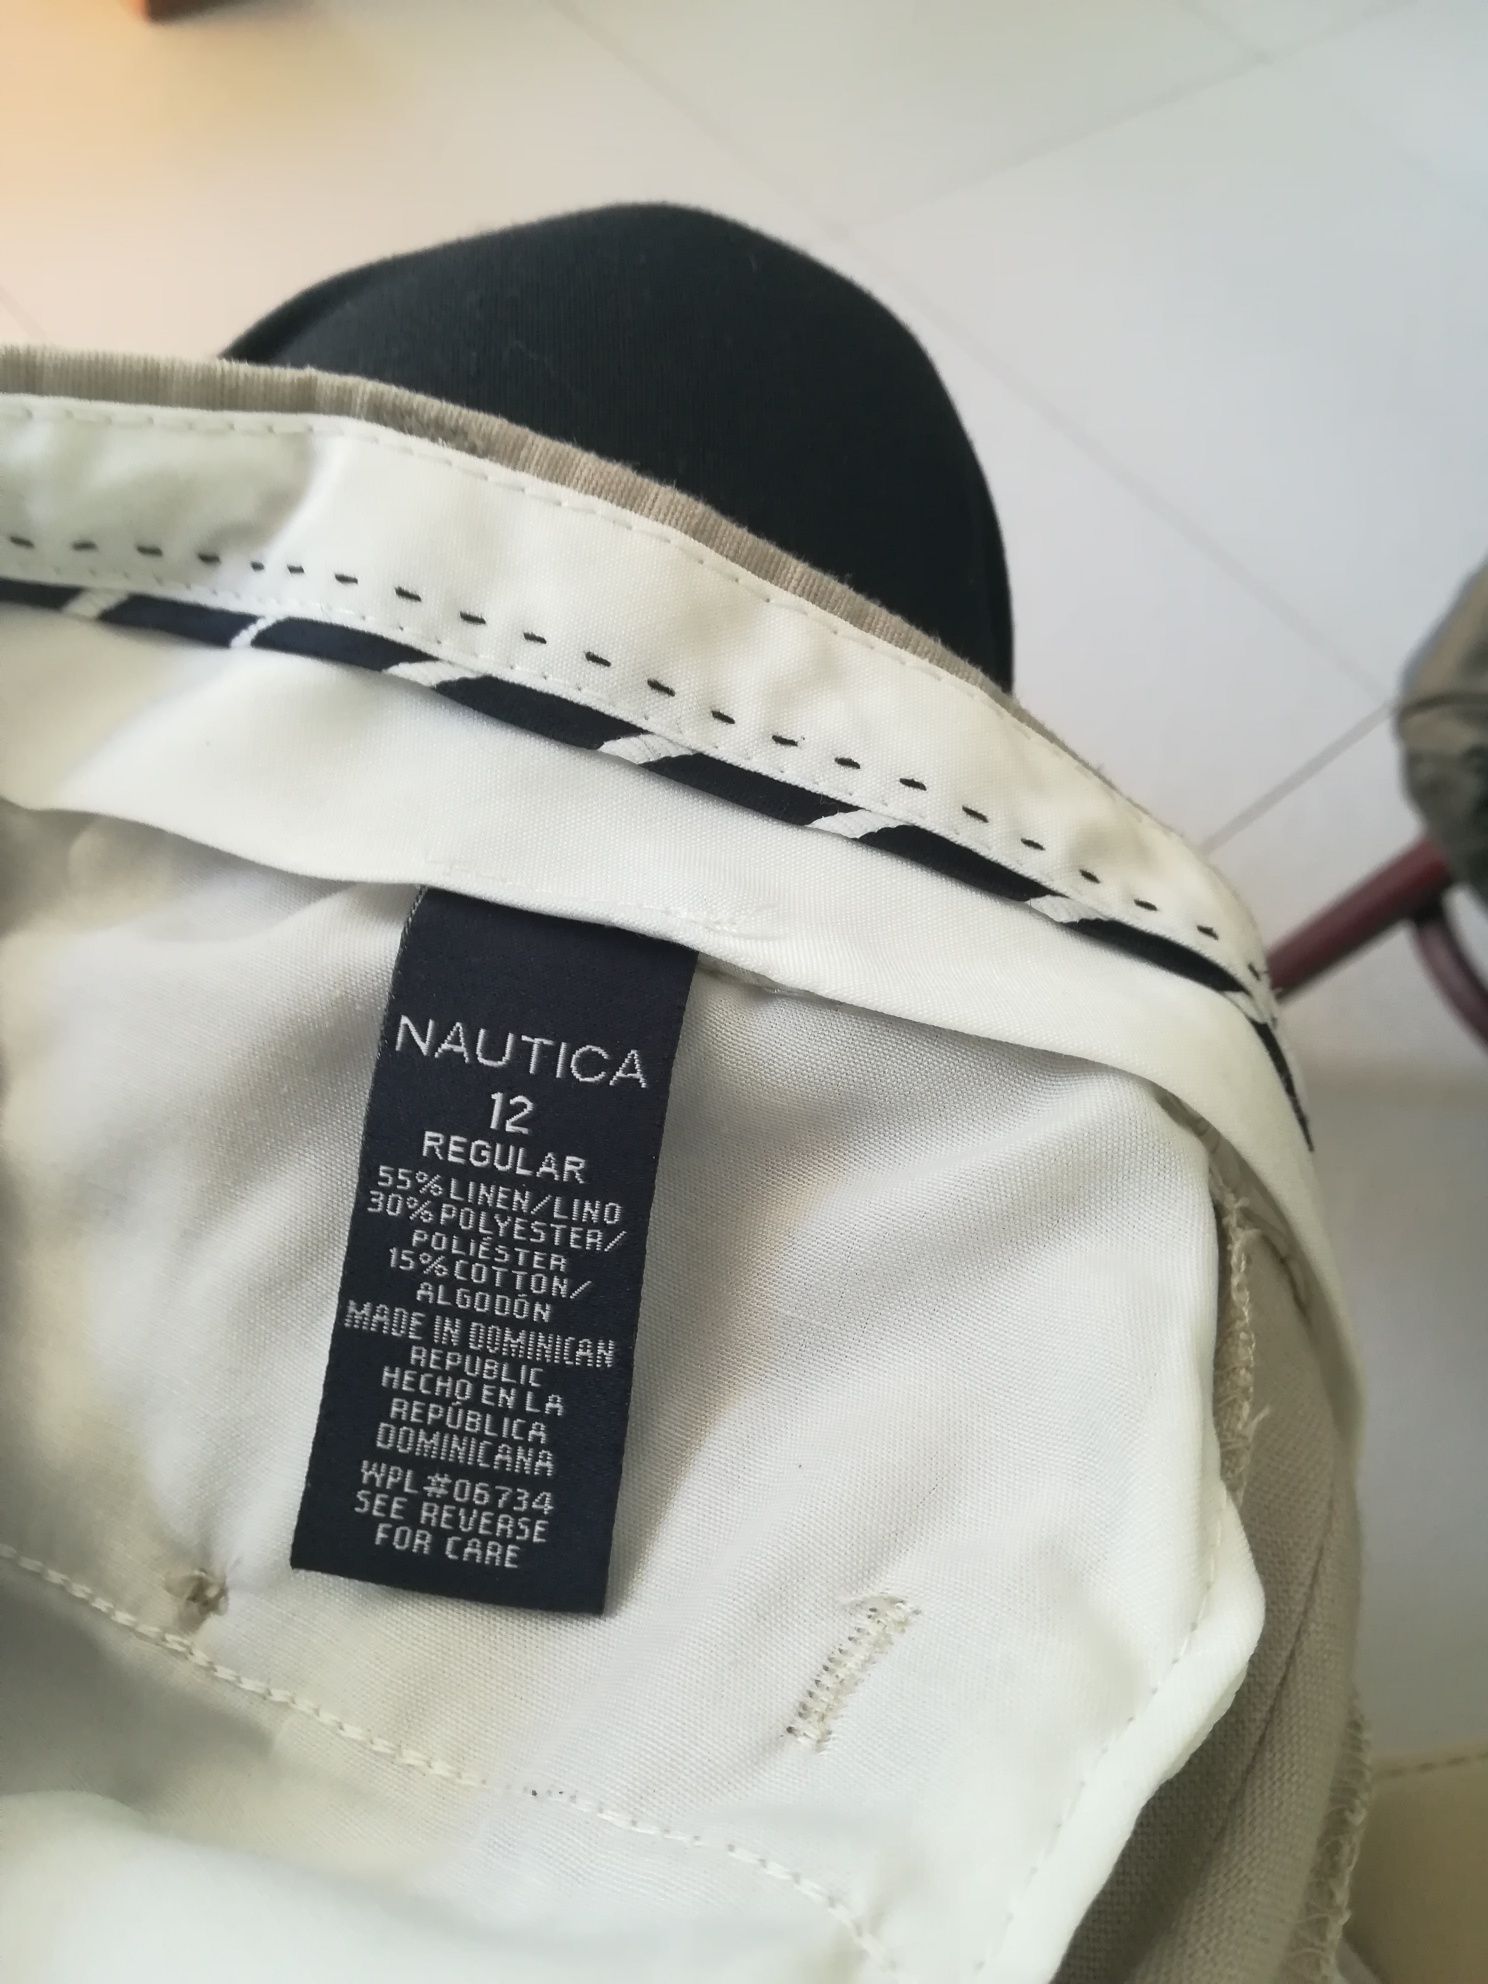 NAUTICA
12
REGULAR
55% LINEN/LINO
30% POLYESTER/
POLIÉSTER
15% COTTON/
ALGODÓN
MADE IN DOMINICAN
REPUBLIC
HECHO EN LA
REPÚBLICA
DOMINICANA
WPL#06734
SEE REVERSE
FOR CARE